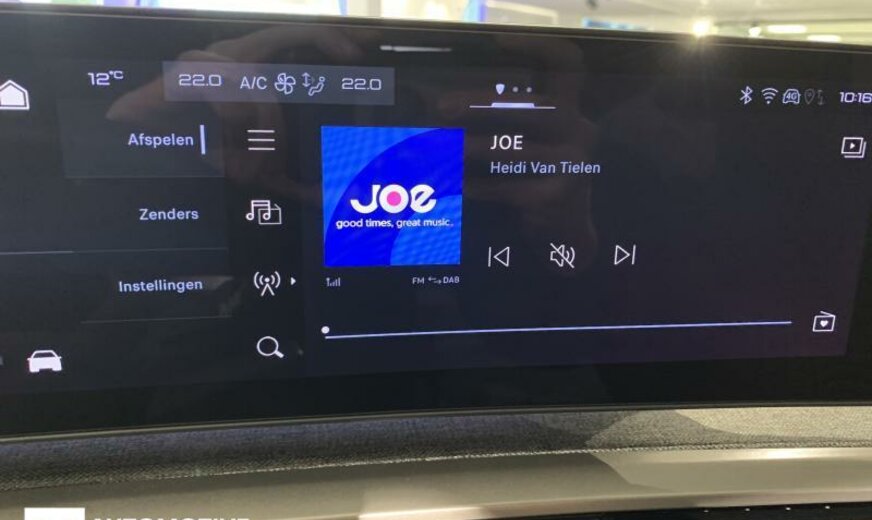 12°C
22.0 A/C 22.0
4G
10:16
Afspelen
Zenders
Instellingen
JOE
good times, great music.
FM DAB
JOE
Heidi Van Tielen